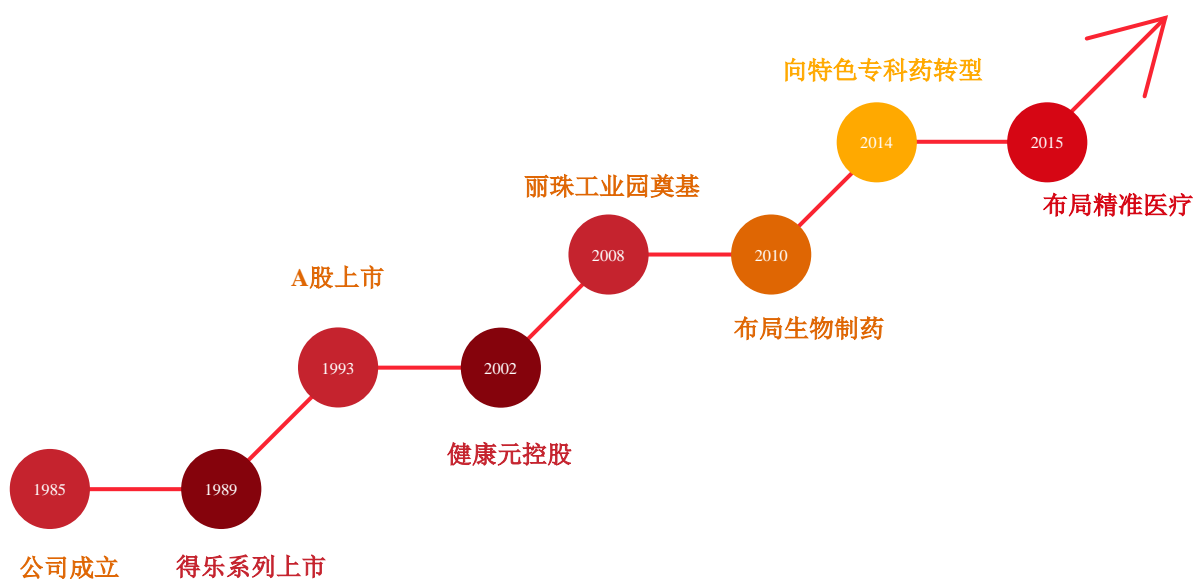 向特色专科药转型
2014
2015
布局精准医疗
丽珠工业园奠基
2008
2010
布局生物制药
A股上市
1993
2002
健康元控股
1985
1989
公司成立
得乐系列上市